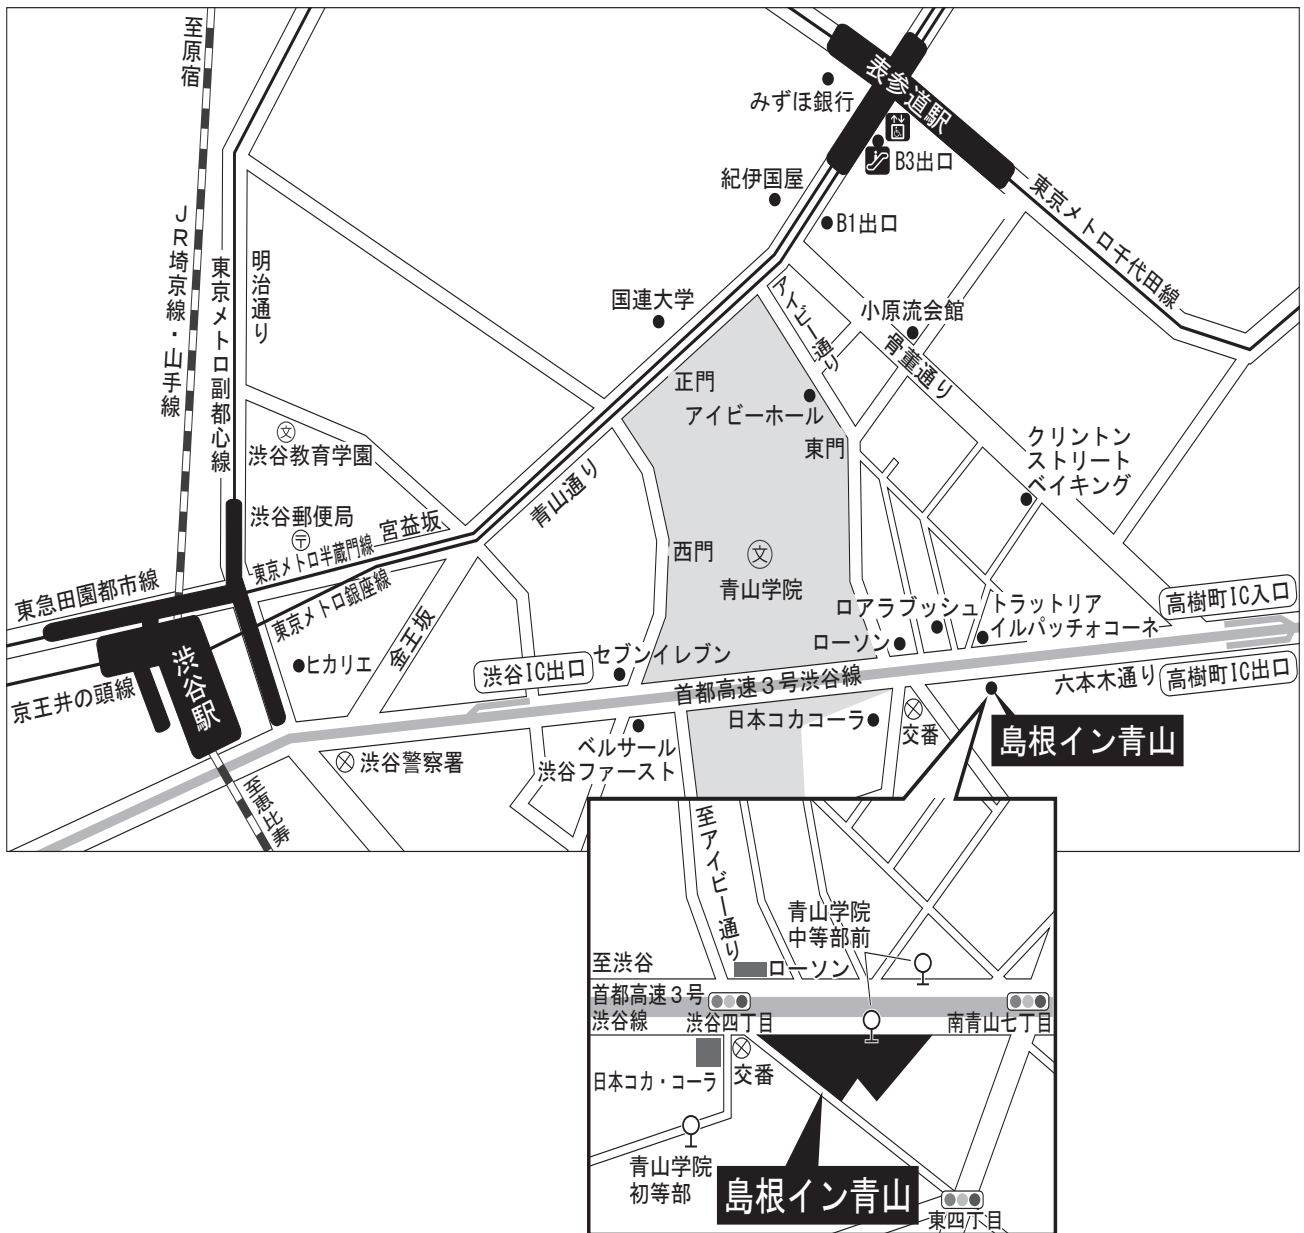 至原宿
表参道駅
みずほ銀行
B3出口
紀伊国屋
東京メトロ千代田線
B1出口
JR埼京線・山手線
東京メトロ副都心線
明治通り
国連大学
アイビー通り
小原流会館
骨董通り
正門
アイビーホール
東門
クリントン
ストリート
ベイキング
文
渋谷教育学園
青山通り
渋谷郵便局
〒
宮益坂
東京メトロ半蔵門線
西門
文
青山学院
東急田園都市線
東京メトロ銀座線
金王坂
ロアラブッシュ
トラットリア
イルパッチォコーネ
高樹町IC入口
ローソン
ヒカリエ
渋谷IC出口
セブンイレブン
首都高速3号渋谷線
六本木通り
高樹町IC出口
京王井の頭線
渋谷駅
日本コカコーラ
交番
島根イン青山
渋谷警察署
ベルサール
渋谷ファースト
至恵比寿
至アイビー通り
青山学院
中等部前
至渋谷
ローソン
首都高速3号
渋谷線
渋谷四丁目
南青山七丁目
日本コカ・コーラ
交番
青山学院
初等部
島根イン青山
東四丁目